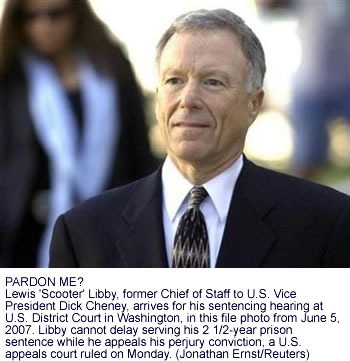 PARDON ME?
Lewis 'Scooter' Libby, former Chief of Staff to U.S. Vice
President Dick Cheney, arrives for his sentencing hearing at
U.S. District Court in Washington, in this file photo from June 5,
2007. Libby cannot delay serving his 2 1/2-year prison
sentence while he appeals his perjury conviction, a U.S.
appeals court ruled on Monday. (Jonathan Ernst/Reuters)